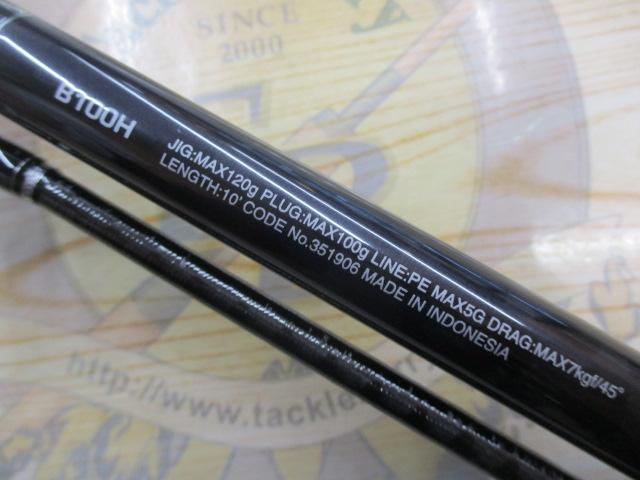 SINCE
2000
B100H
JIG:MAX120g PLUG:MAX100g LINE:PE MAX5G DRAG:MAX7kgf/45°
LENGTH:10' CODE No.351906 MADE IN INDONESIA
www.tackle